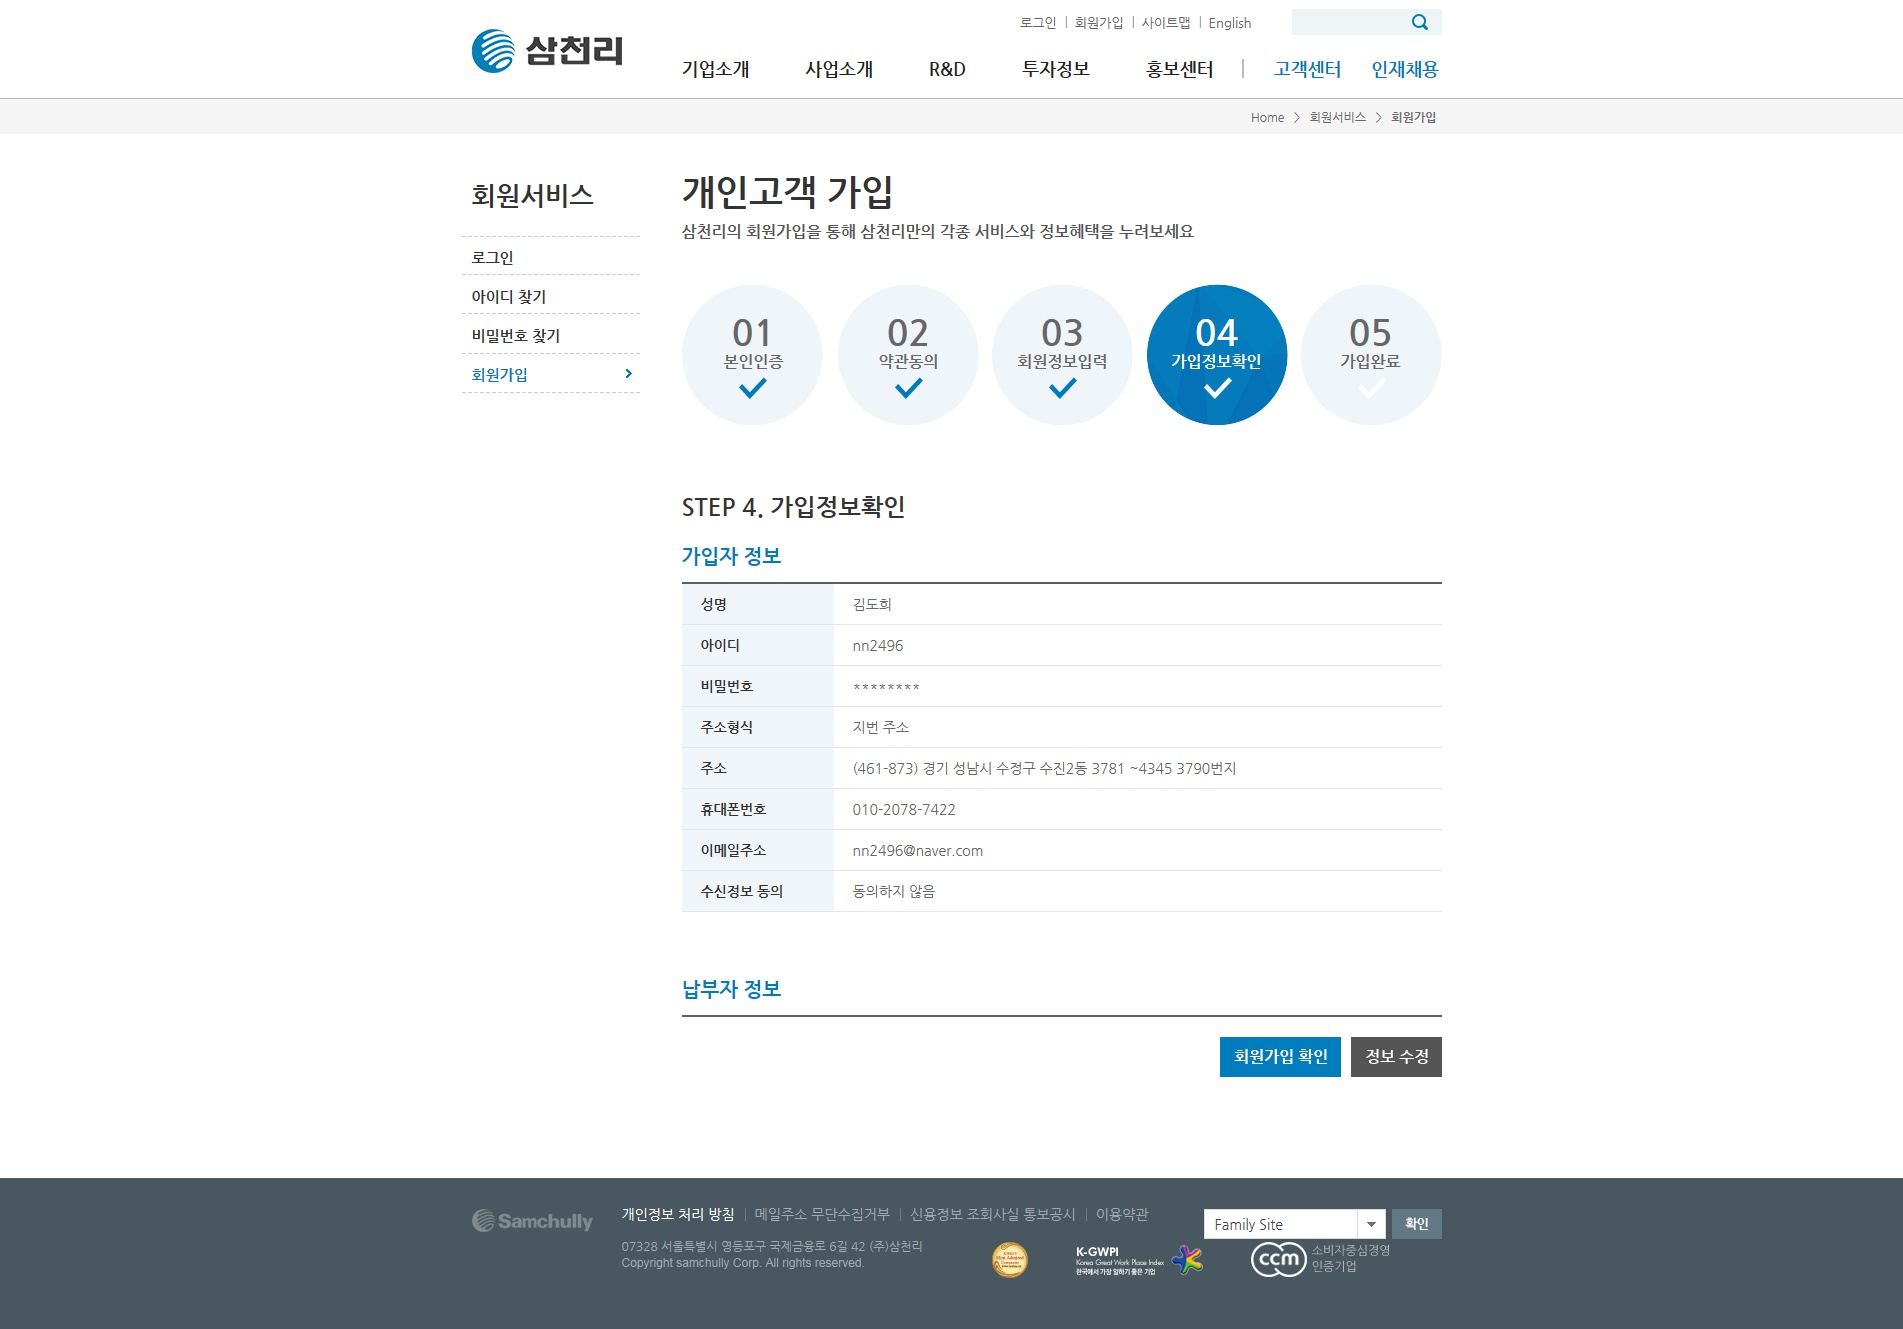 로그인 | 회원가입 | 사이트맵 | English
삼천리
기업소개 사업소개 R&D 투자정보 홍보센터 | 고객센터 인재채용
Home > 회원서비스 > 회원가입
회원서비스
로그인
아이디 찾기
비밀번호 찾기
회원가입
개인고객 가입
삼천리의 회원가입을 통해 삼천리만의 각종 서비스와 정보혜택을 누려보세요
01 본인인증
02 약관동의
03 회원정보입력
04 가입정보확인
05 가입완료
STEP 4. 가입정보확인
가입자 정보
성명 김도희
아이디 nn2496
비밀번호 ********
주소형식 지번 주소
주소 (461-873) 경기 성남시 수정구 수진2동 3781 ~4345 3790번지
휴대폰번호 010-2078-7422
이메일주소 nn2496@naver.com
수신정보 동의 동의하지 않음
납부자 정보
회원가입 확인 정보 수정
Samchully
개인정보 처리 방침 | 메일주소 무단수집거부 | 신용정보 조회사실 통보공시 | 이용약관
Family Site 확인
07328 서울특별시 영등포구 국제금융로 6길 42 (주)삼천리
Copyright samchully Corp. All rights reserved.
K-GWPI
Korea Great Work Place Index
한국에서 가장 일하기 좋은 기업
ccm 소비자중심경영
인증기업